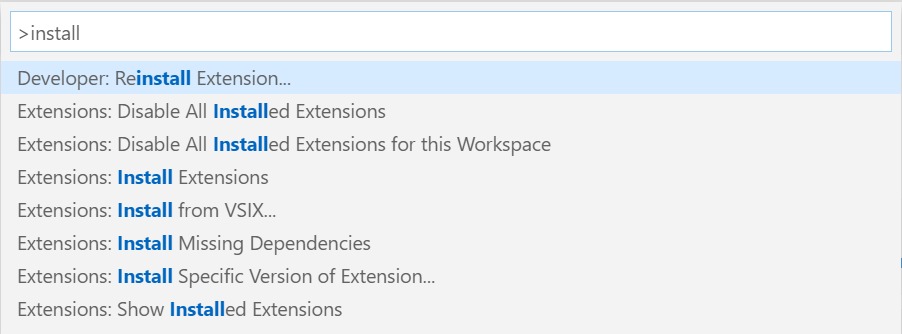 >install
Developer: Reinstall Extension...
Extensions: Disable All Installed Extensions
Extensions: Disable All Installed Extensions for this Workspace
Extensions: Install Extensions
Extensions: Install from VSIX...
Extensions: Install Missing Dependencies
Extensions: Install Specific Version of Extension...
Extensions: Show Installed Extensions